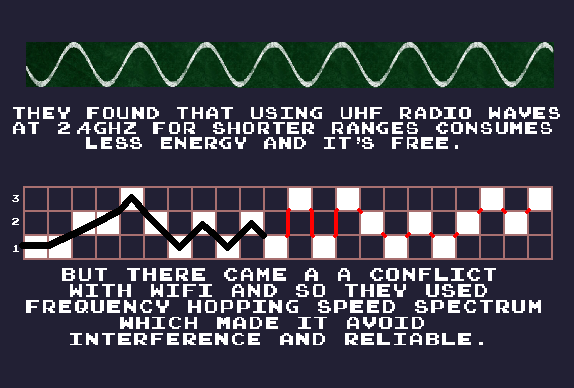 THEY FOUND THAT USING UHF RADIO WAVES
AT 2.4GHZ FOR SHORTER RANGES CONSUMES
LESS ENERGY AND IT'S FREE.
3
2
1
BUT THERE CAME A A CONFLICT
WITH WIFI AND SO THEY USED
FREQUENCY HOPPING SPEED SPECTRUM
WHICH MADE IT AVOID
INTERFERENCE AND RELIABLE.